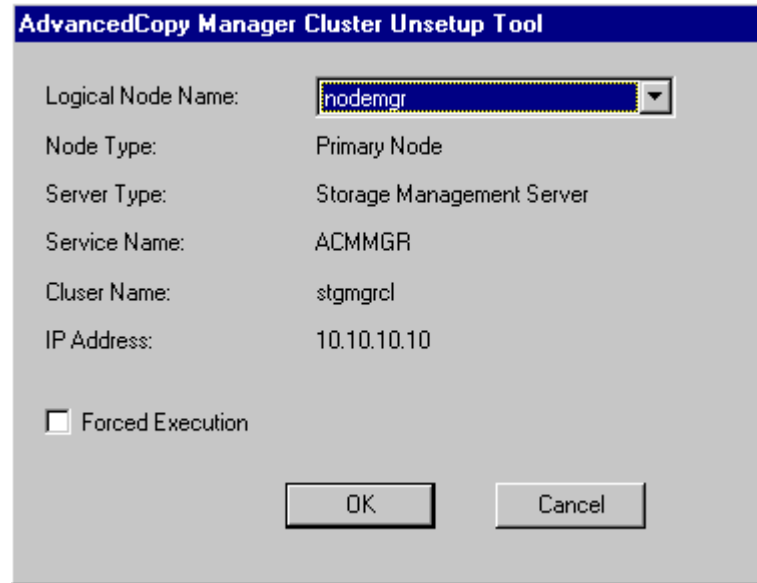 AdvancedCopy Manager Cluster Unsetup Tool
Logical Node Name: nodemgr
Node Type: Primary Node
Server Type: Storage Management Server
Service Name: ACMMGR
Cluser Name: stgmgrcl
IP Address: 10.10.10.10
Forced Execution
OK Cancel